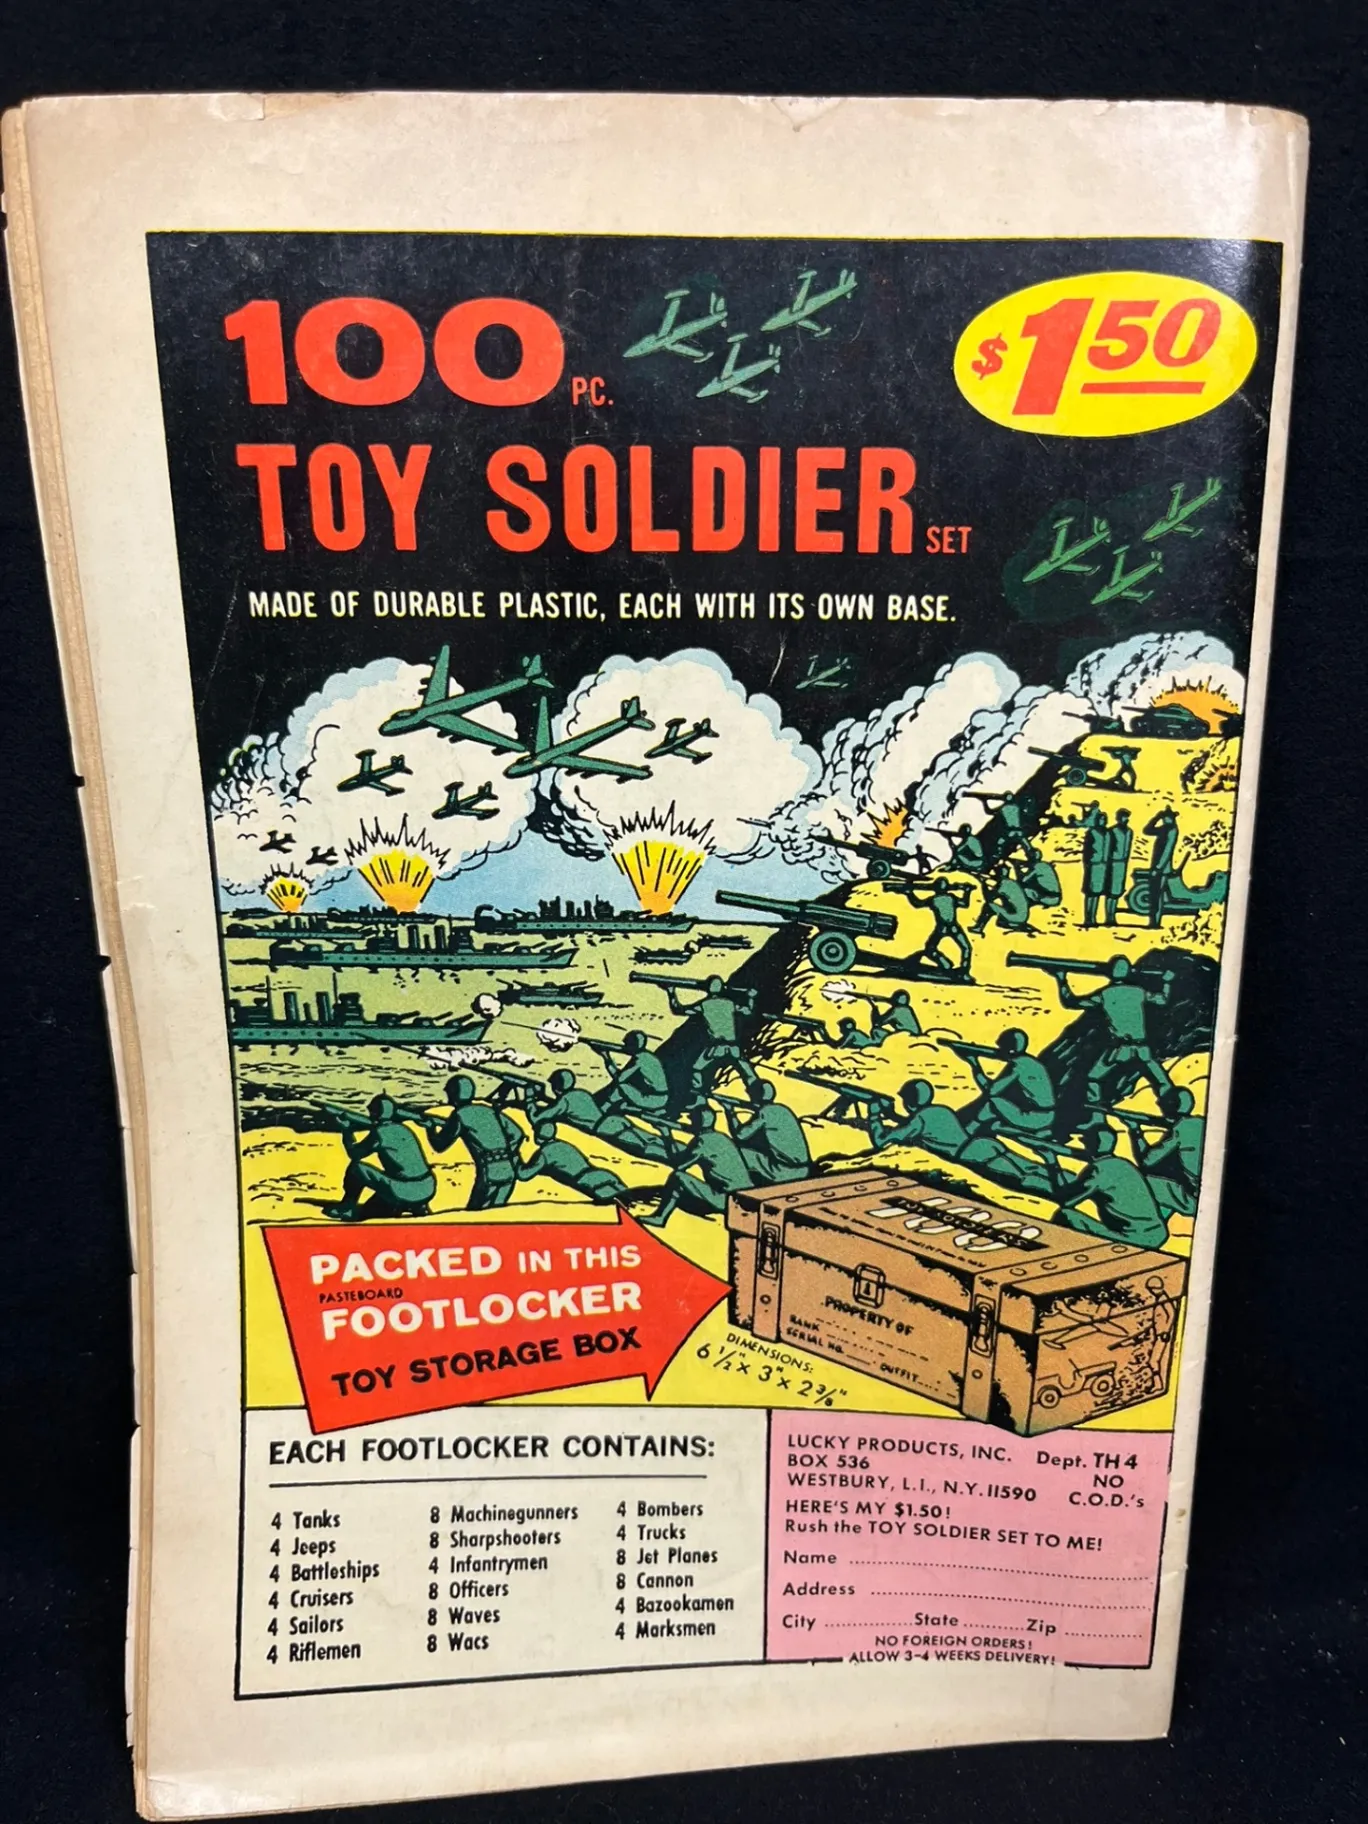 100 PC.
$1 50
TOY SOLDIER SET
MADE OF DURABLE PLASTIC, EACH WITH ITS OWN BASE.
PACKED IN THIS
PASTEBOARD
FOOTLOCKER
TOY STORAGE BOX
100
PROPERTY OF
RANK
SERIAL NO.
OUTFIT
DIMENSIONS:
6 1/2" x 3" x 2 3/8"
EACH FOOTLOCKER CONTAINS:
4 Tanks
4 Jeeps
4 Battleships
4 Cruisers
4 Sailors
4 Riflemen
8 Machinegunners
8 Sharpshooters
4 Infantrymen
8 Officers
8 Waves
8 Wacs
4 Bombers
4 Trucks
8 Jet Planes
8 Cannon
4 Bazookamen
4 Marksmen
LUCKY PRODUCTS, INC. Dept. TH 4
BOX 536 NO
WESTBURY, L.I., N.Y. 11590 C.O.D.'s
HERE'S MY $1.50!
Rush the TOY SOLDIER SET TO ME!
Name
Address
City State Zip
NO FOREIGN ORDERS!
ALLOW 3-4 WEEKS DELIVERY!